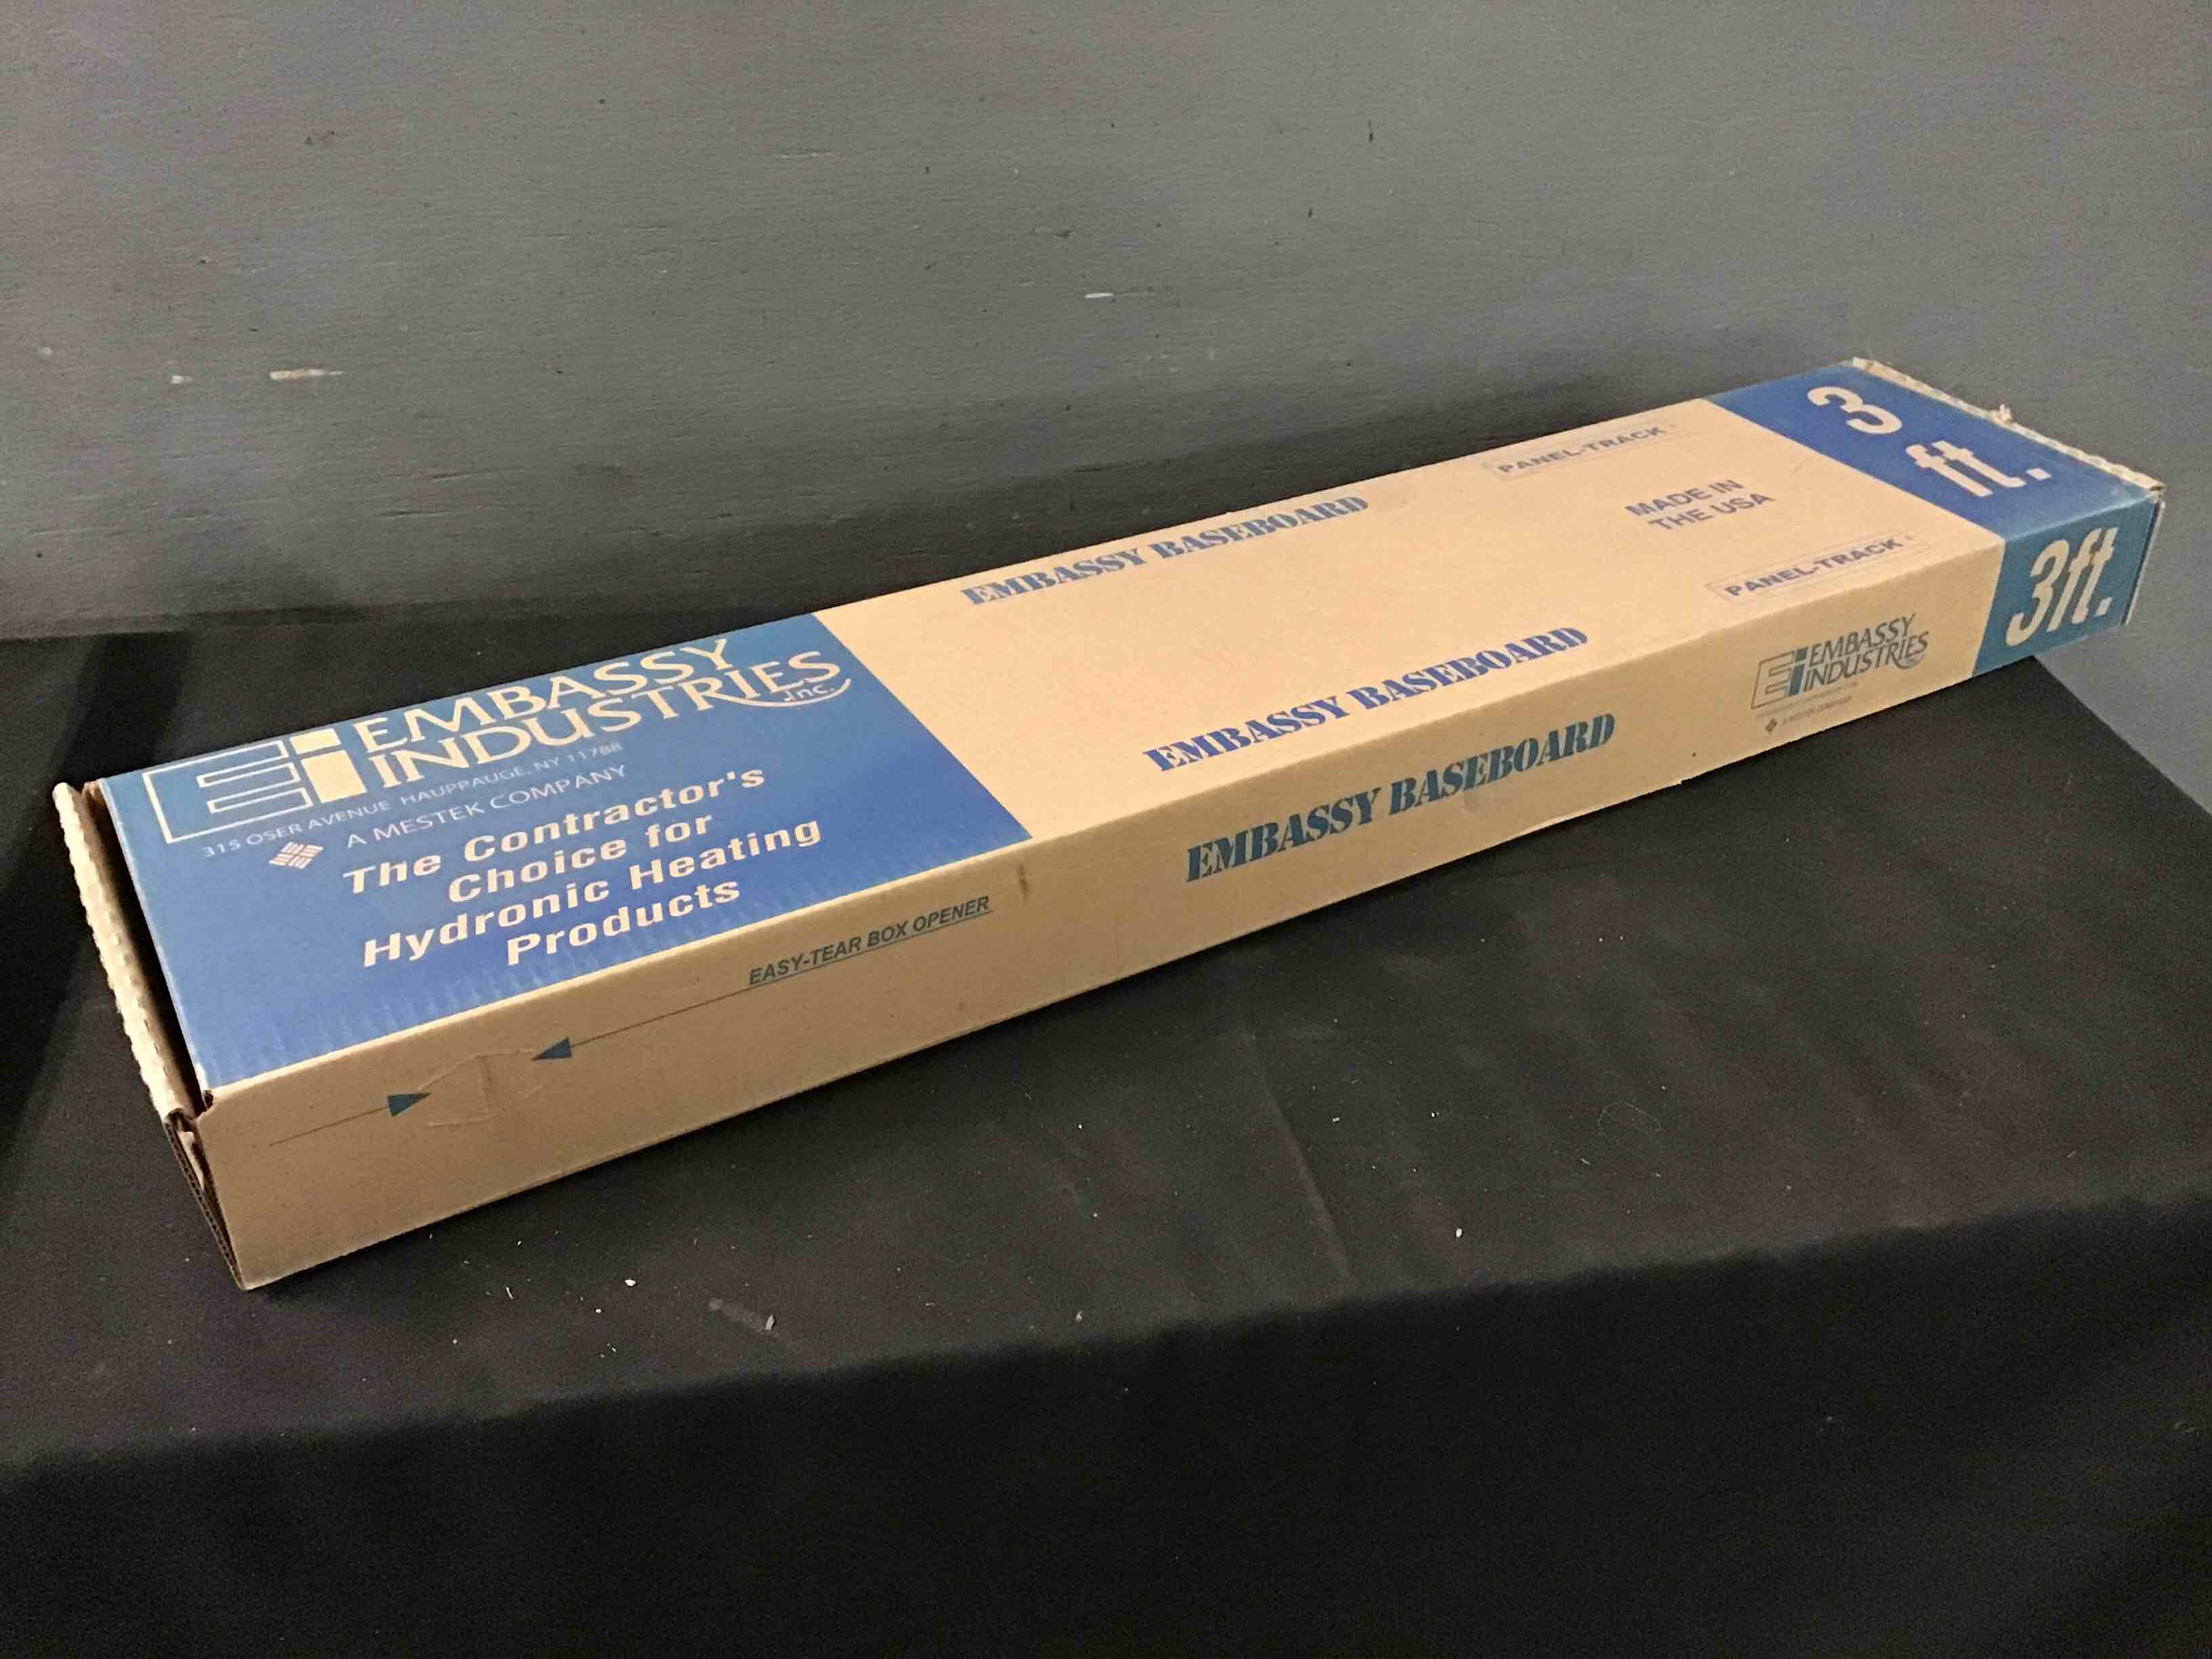 EMBASSY
INDUSTRIES
Inc.
315 OSER AVENUE HAUPPAUGE, NY 11788
A MESTEK COMPANY
The Contractor's
Choice for
Hydronic Heating
Products
EMBASSY BASEBOARD
EMBASSY BASEBOARD
PANEL-TRACK
MADE IN
THE USA
PANEL-TRACK
3
ft.
EASY-TEAR BOX OPENER
EMBASSY BASEBOARD
EMBASSY
INDUSTRIES
A MESTEK COMPANY
3ft.